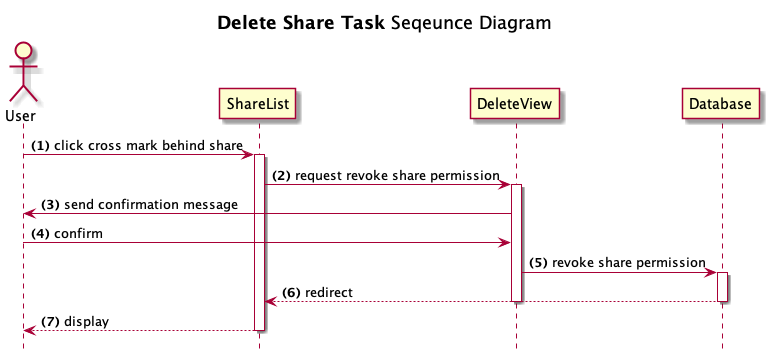 Delete Share Task Seqeunce Diagram
User
ShareList
DeleteView
Database
(1) click cross mark behind share
(2) request revoke share permission
(3) send confirmation message
(4) confirm
(5) revoke share permission
(6) redirect
(7) display